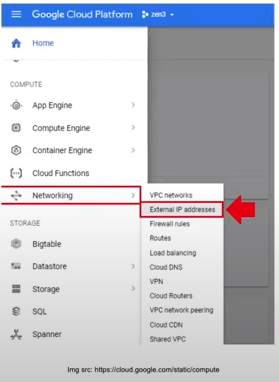 Google Cloud Platform zen3
Home
COMPUTE
App Engine
Compute Engine
Container Engine
Cloud Functions
Networking
VPC networks
External IP addresses
Firewall rules
Routes
Load balancing
Cloud DNS
VPN
Cloud Routers
VPC network peering
Cloud CDN
Shared VPC
STORAGE
Bigtable
Datastore
Storage
SQL
Spanner
Img src: https://cloud.google.com/static/compute